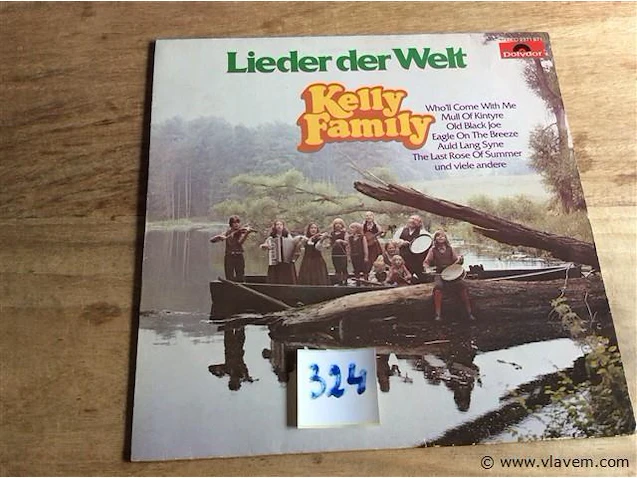 Lieder der Welt
Polydor
Kelly
Family
Who'll Come With Me
Mull Of Kintyre
Old Black Joe
Eagle On The Breeze
Auld Lang Syne
The Last Rose Of Summer
und viele andere
324
© www.vlavem.com